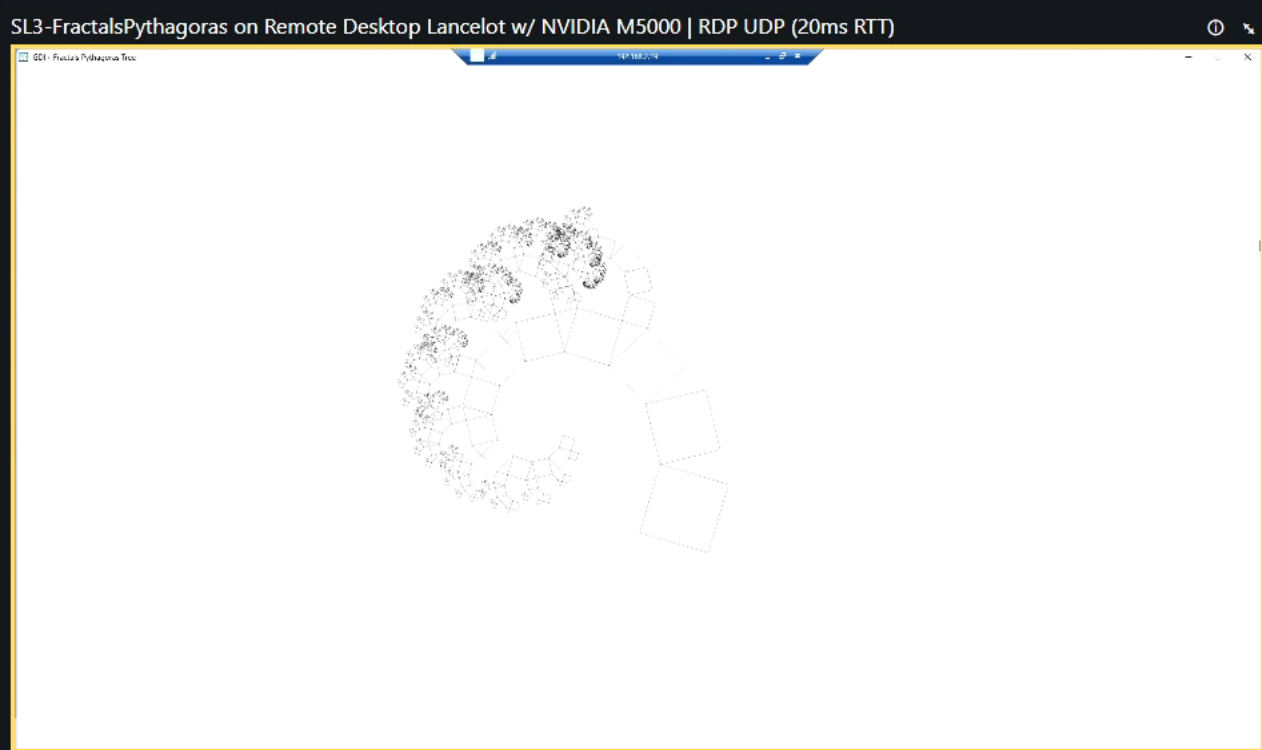 SL3-FractalsPythagoras on Remote Desktop Lancelot w/ NVIDIA M5000 | RDP UDP (20ms RTT)
GDI - Fractals Pythagoras Tree